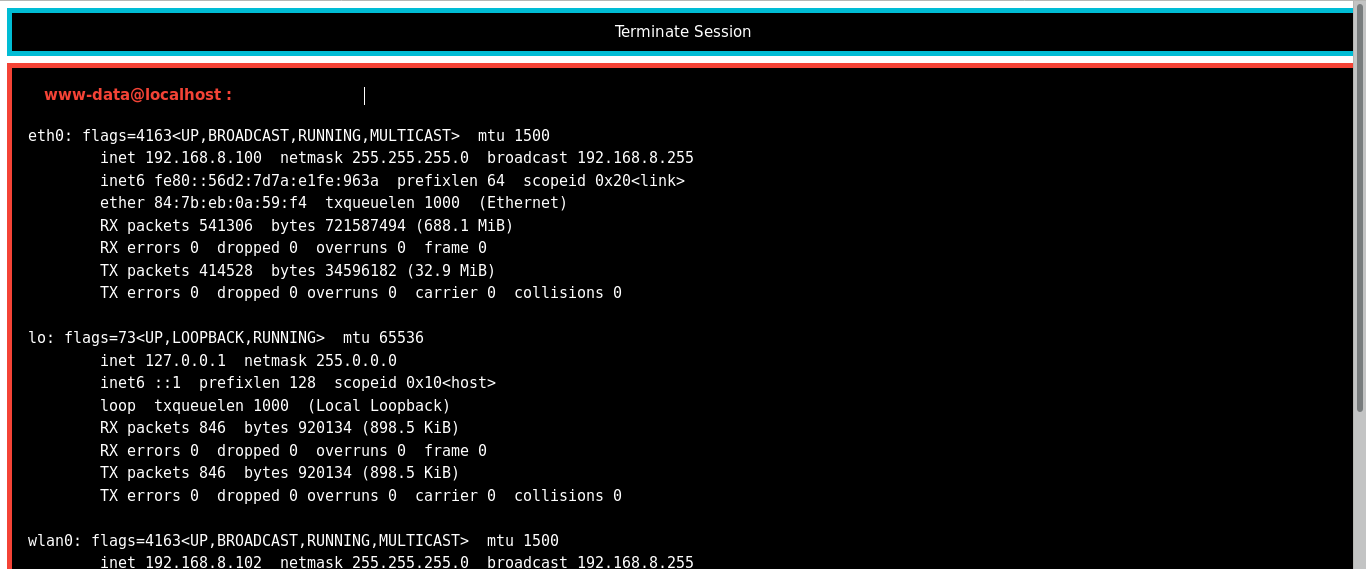 Terminate Session
www-data@localhost :
eth0: flags=4163<UP,BROADCAST,RUNNING,MULTICAST>  mtu 1500
        inet 192.168.8.100  netmask 255.255.255.0  broadcast 192.168.8.255
        inet6 fe80::56d2:7d7a:e1fe:963a  prefixlen 64  scopeid 0x20<link>
        ether 84:7b:eb:0a:59:f4  txqueuelen 1000  (Ethernet)
        RX packets 541306  bytes 721587494 (688.1 MiB)
        RX errors 0  dropped 0  overruns 0  frame 0
        TX packets 414528  bytes 34596182 (32.9 MiB)
        TX errors 0  dropped 0 overruns 0  carrier 0  collisions 0
lo: flags=73<UP,LOOPBACK,RUNNING>  mtu 65536
        inet 127.0.0.1  netmask 255.0.0.0
        inet6 ::1  prefixlen 128  scopeid 0x10<host>
        loop  txqueuelen 1000  (Local Loopback)
        RX packets 846  bytes 920134 (898.5 KiB)
        RX errors 0  dropped 0  overruns 0  frame 0
        TX packets 846  bytes 920134 (898.5 KiB)
        TX errors 0  dropped 0 overruns 0  carrier 0  collisions 0
wlan0: flags=4163<UP,BROADCAST,RUNNING,MULTICAST>  mtu 1500
        inet 192.168.8.102  netmask 255.255.255.0  broadcast 192.168.8.255